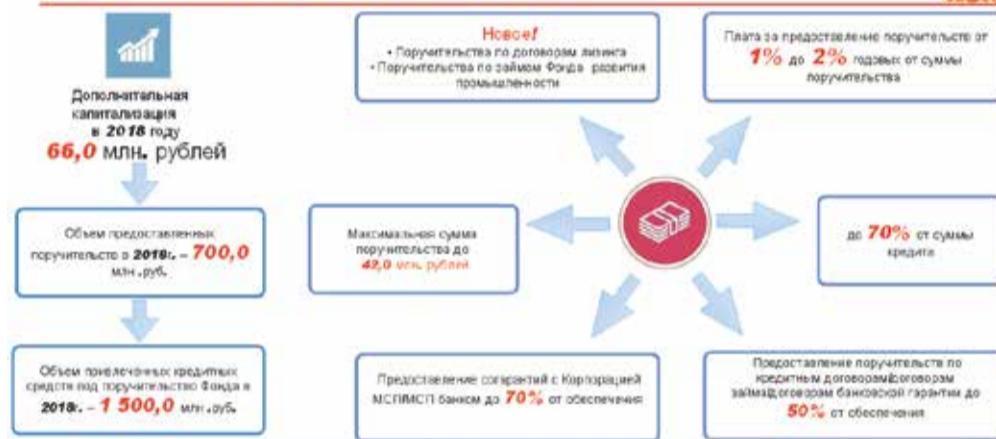 Дополнительная
капитализация
в 2018 году
66,0 млн. рублей
Объем предоставленных
поручительств в 2018г. – 700,0
млн.руб.
Объем привлеченных кредитных
средств под поручительство Фонда в
2018г. – 1 500,0 млн.руб.
Новое!
• Поручительства по договорам лизинга
• Поручительства по займам Фонда развития
промышленности
Плата за предоставление поручительств от
1% до 2% годовых от суммы
поручительства
Максимальная сумма
поручительства до
42,0 млн. рублей
до 70% от суммы
кредита
Предоставление согарантий с Корпорацией
МСП/МСП банком до 70% от обеспечения
Предоставление поручительств по
кредитным договорам/договорам
займа/договорам банковской гарантии до
50% от обеспечения